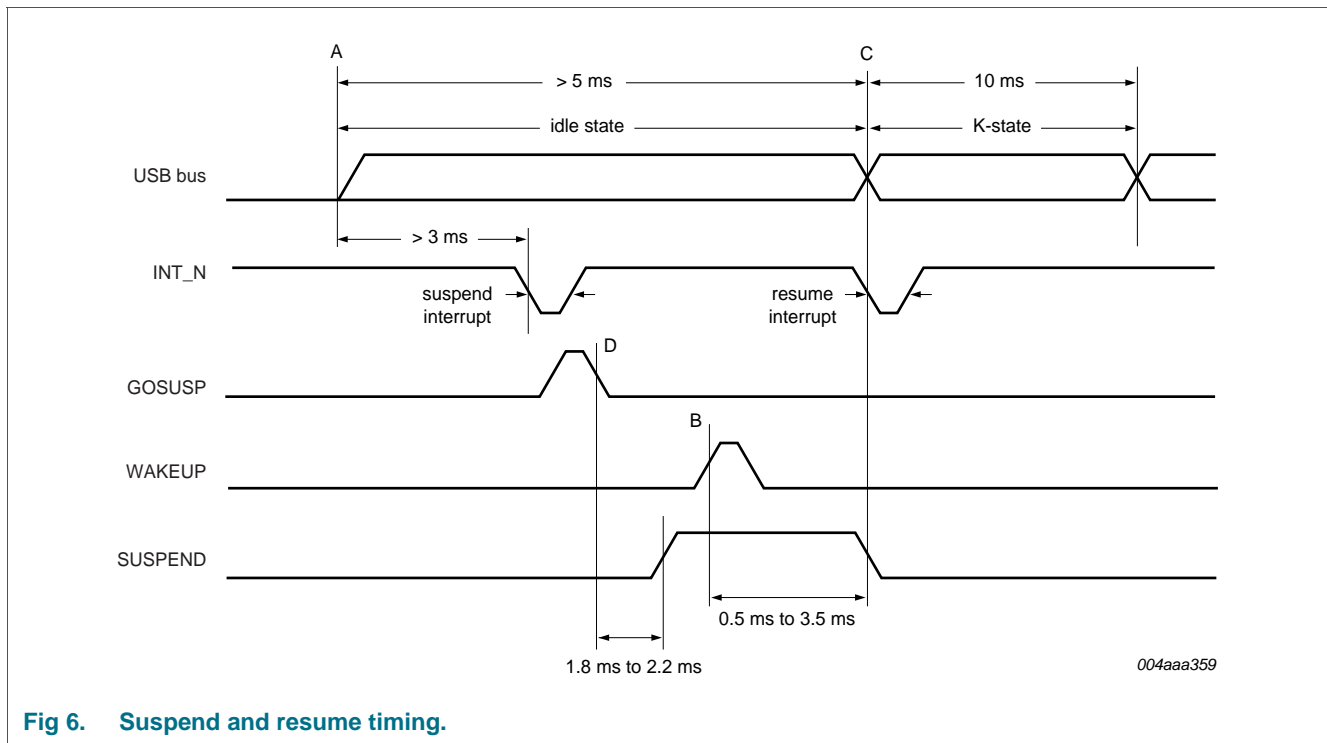 A
C
> 5 ms
10 ms
idle state
K-state
USB bus
> 3 ms
INT_N
suspend
interrupt
resume
interrupt
D
GOSUSP
B
WAKEUP
SUSPEND
0.5 ms to 3.5 ms
1.8 ms to 2.2 ms
004aaa359
Fig 6. Suspend and resume timing.